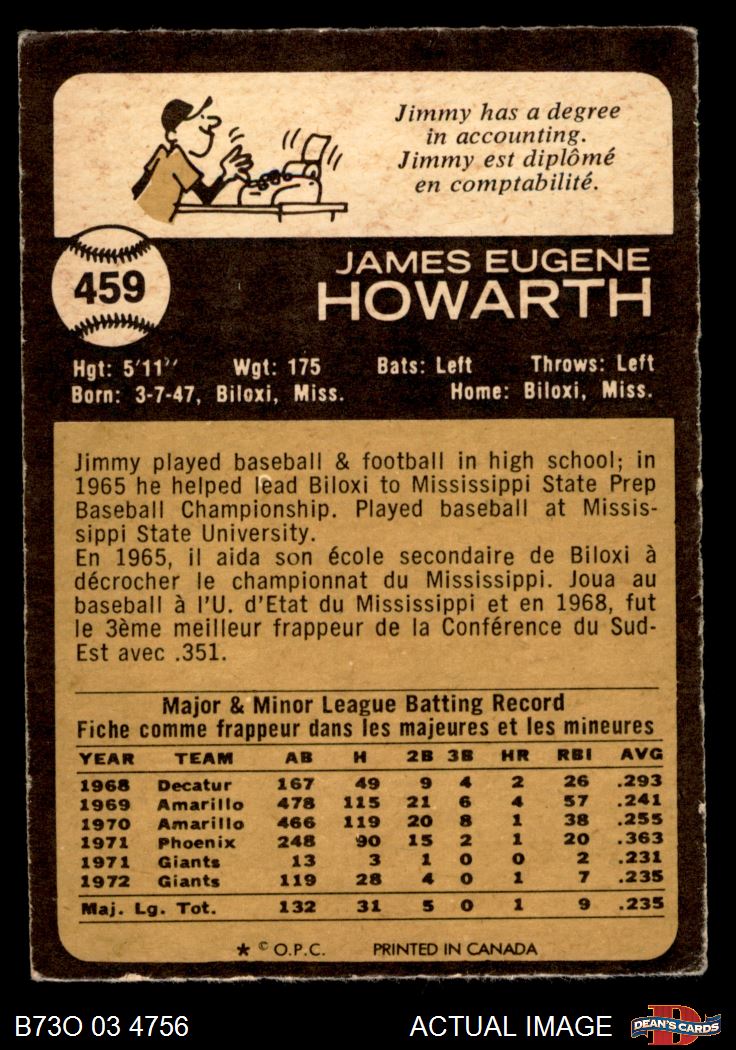 Jimmy has a degree
in accounting.
Jimmy est diplômé
en comptabilité.
459
JAMES EUGENE
HOWARTH
Hgt: 5'11" Wgt: 175 Bats: Left Throws: Left
Born: 3-7-47, Biloxi, Miss. Home: Biloxi, Miss.
Jimmy played baseball & football in high school; in
1965 he helped lead Biloxi to Mississippi State Prep
Baseball Championship. Played baseball at Missis-
sippi State University.
En 1965, il aida son école secondaire de Biloxi à
décrocher le championnat du Mississippi. Joua au
baseball à l'U. d'Etat du Mississippi et en 1968, fut
le 3ème meilleur frappeur de la Conférence du Sud-
Est avec .351.
Major & Minor League Batting Record
Fiche comme frappeur dans les majeures et les mineures
YEAR TEAM AB H 2B 3B HR RBI AVG
1968 Decatur 167 49 9 4 2 26 .293
1969 Amarillo 478 115 21 6 4 57 .241
1970 Amarillo 466 119 20 8 1 38 .255
1971 Phoenix 248 90 15 2 1 20 .363
1971 Giants 13 3 1 0 0 2 .231
1972 Giants 119 28 4 0 1 7 .235
Maj. Lg. Tot. 132 31 5 0 1 9 .235
★ © O.P.C. PRINTED IN CANADA
B73O 03 4756 ACTUAL IMAGE DEAN'S CARDS